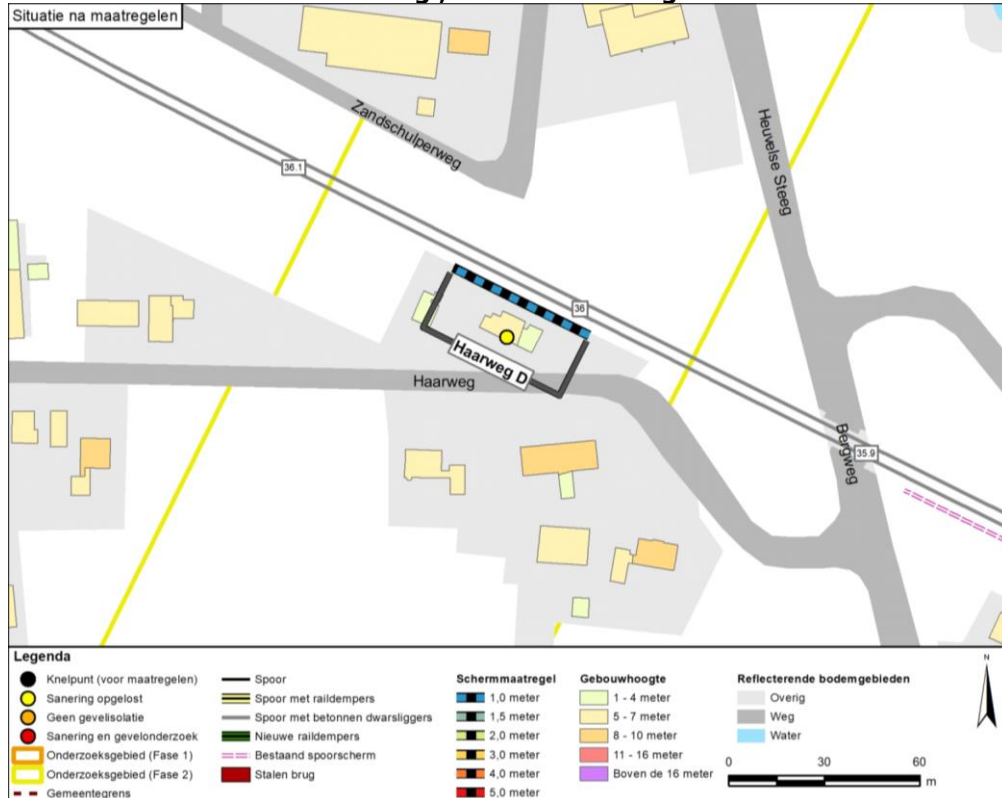 Situatie na maatregelen
Zandschulperweg
Heuvelse Steeg
36.1
36
Haarweg D
Haarweg
Bergweg
35.9
Legenda
Knelpunt (voor maatregelen)
Sanering opgelost
Geen gevelisolatie
Sanering en gevelonderzoek
Onderzoeksgebied (Fase 1)
Onderzoeksgebied (Fase 2)
Gemeentegrens
Spoor
Spoor met raildempers
Spoor met betonnen dwarsliggers
Nieuwe raildempers
Bestaand spoorscherm
Stalen brug
Schermmaatregel
1,0 meter
1,5 meter
2,0 meter
3,0 meter
4,0 meter
5,0 meter
Gebouwhoogte
1 - 4 meter
5 - 7 meter
8 - 10 meter
11 - 16 meter
Boven de 16 meter
Reflecterende bodemgebieden
Overig
Weg
Water
N
0 30 60
m